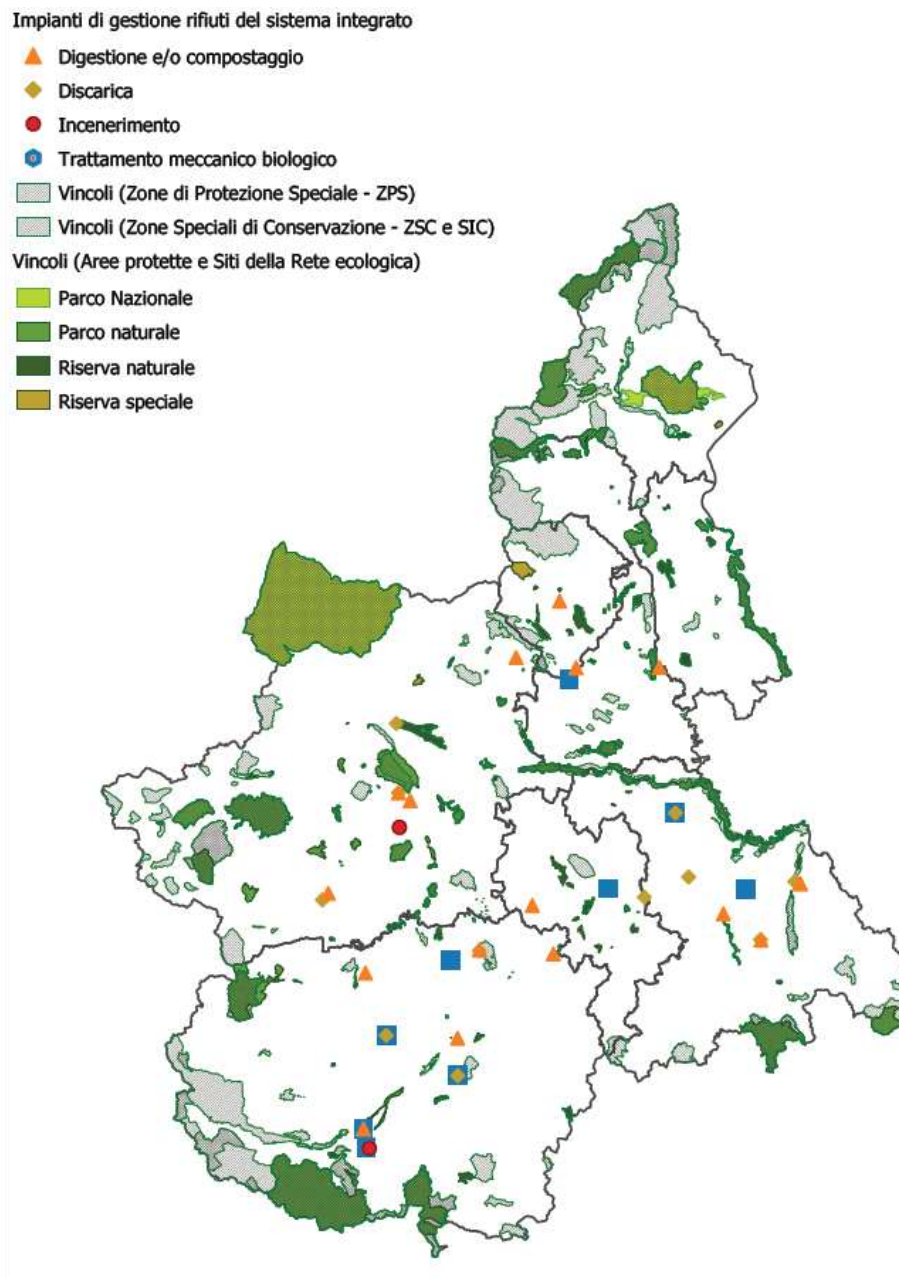 Impianti di gestione rifiuti del sistema integrato
Digestione e/o compostaggio
Discarica
Incenerimento
Trattamento meccanico biologico
Vincoli (Zone di Protezione Speciale - ZPS)
Vincoli (Zone Speciali di Conservazione - ZSC e SIC)
Vincoli (Aree protette e Siti della Rete ecologica)
Parco Nazionale
Parco naturale
Riserva naturale
Riserva speciale